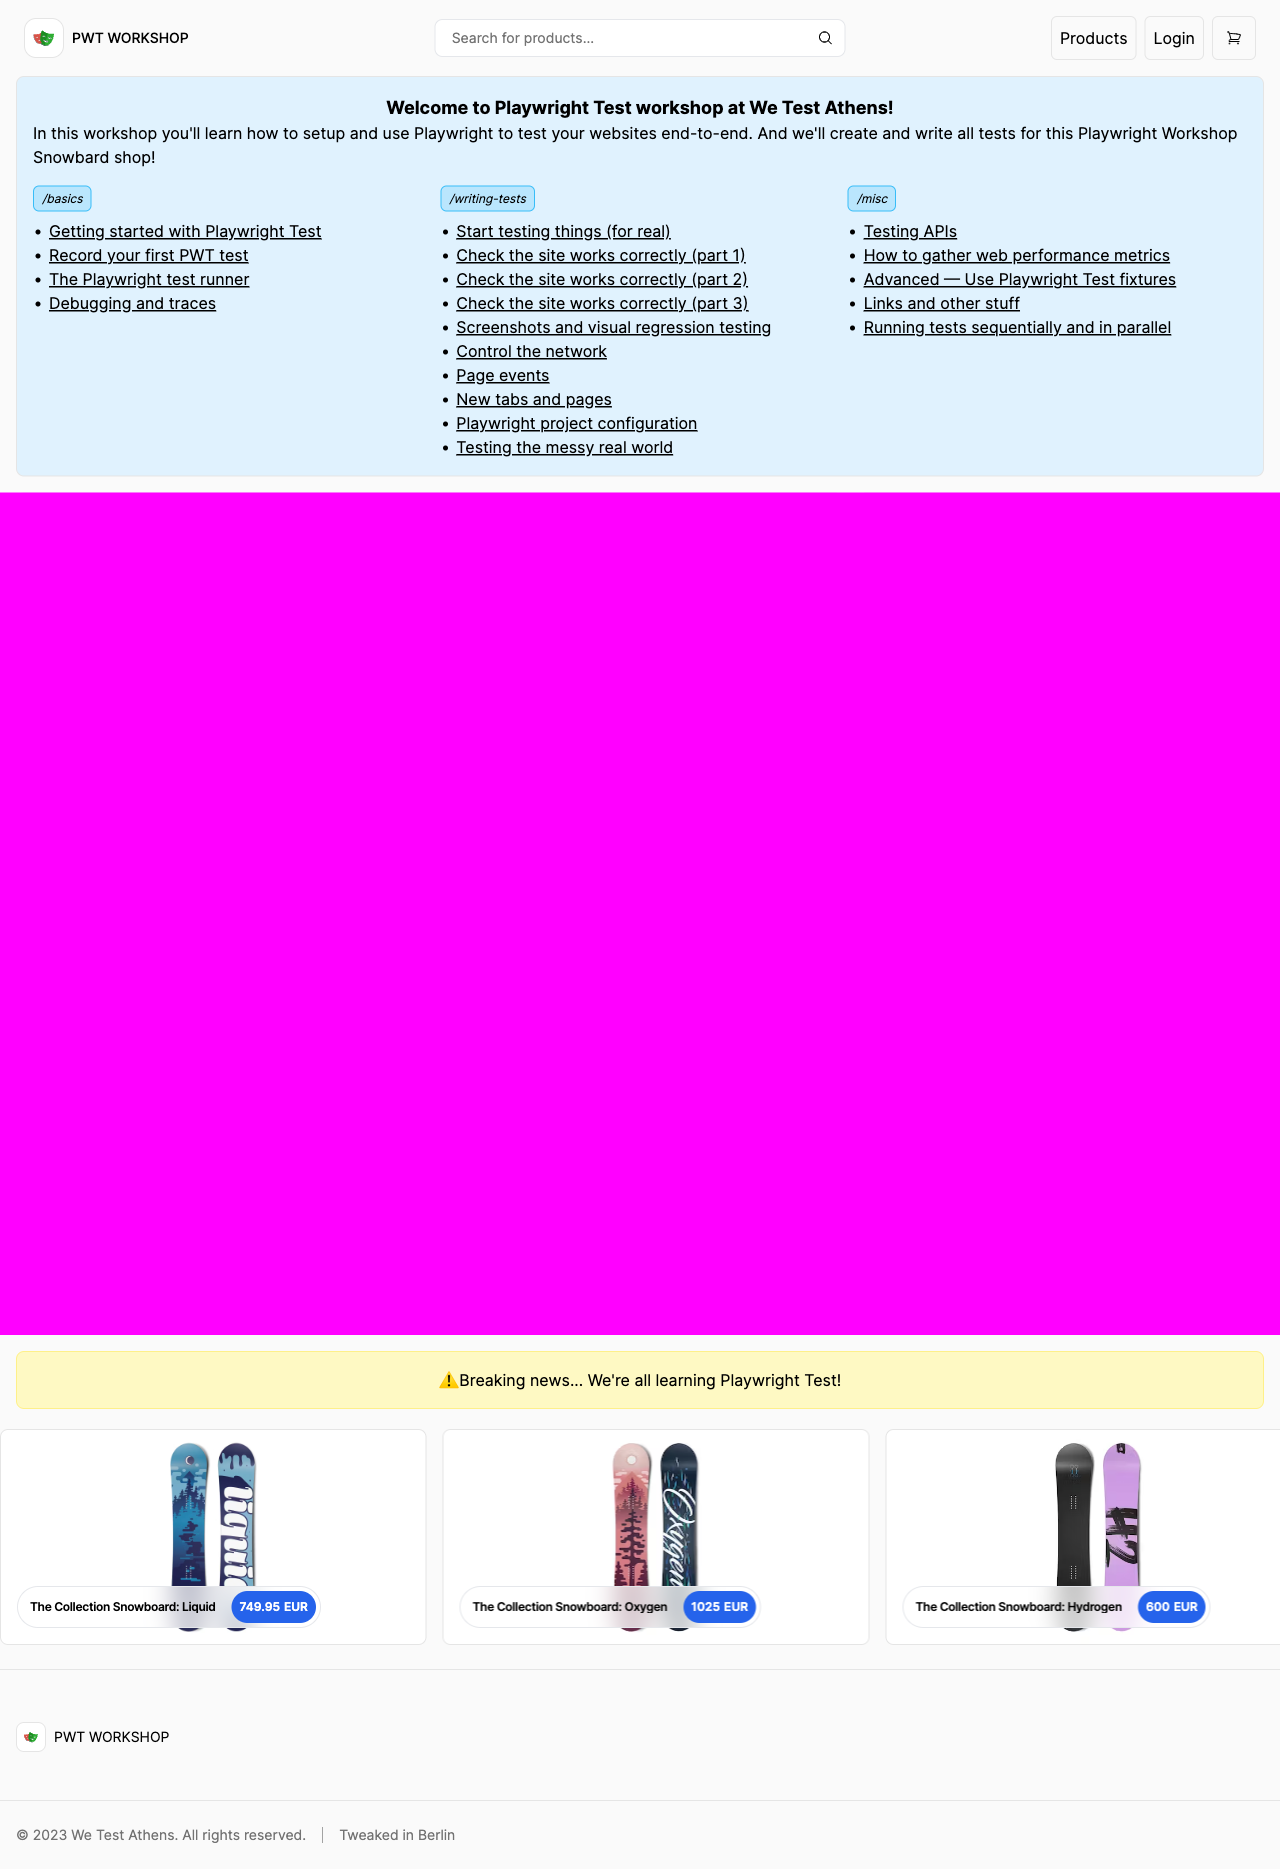 PWT WORKSHOP
Search for products...
Products
Login
Welcome to Playwright Test workshop at We Test Athens!
In this workshop you'll learn how to setup and use Playwright to test your websites end-to-end. And we'll create and write all tests for this Playwright Workshop
Snowbard shop!
/basics
• Getting started with Playwright Test
• Record your first PWT test
• The Playwright test runner
• Debugging and traces
/writing-tests
• Start testing things (for real)
• Check the site works correctly (part 1)
• Check the site works correctly (part 2)
• Check the site works correctly (part 3)
• Screenshots and visual regression testing
• Control the network
• Page events
• New tabs and pages
• Playwright project configuration
• Testing the messy real world
/misc
• Testing APIs
• How to gather web performance metrics
• Advanced — Use Playwright Test fixtures
• Links and other stuff
• Running tests sequentially and in parallel
⚠️Breaking news... We're all learning Playwright Test!
liquid
The Collection Snowboard: Liquid
749.95 EUR
Oxygen
The Collection Snowboard: Oxygen
1025 EUR
H2
The Collection Snowboard: Hydrogen
600 EUR
PWT WORKSHOP
© 2023 We Test Athens. All rights reserved.
Tweaked in Berlin